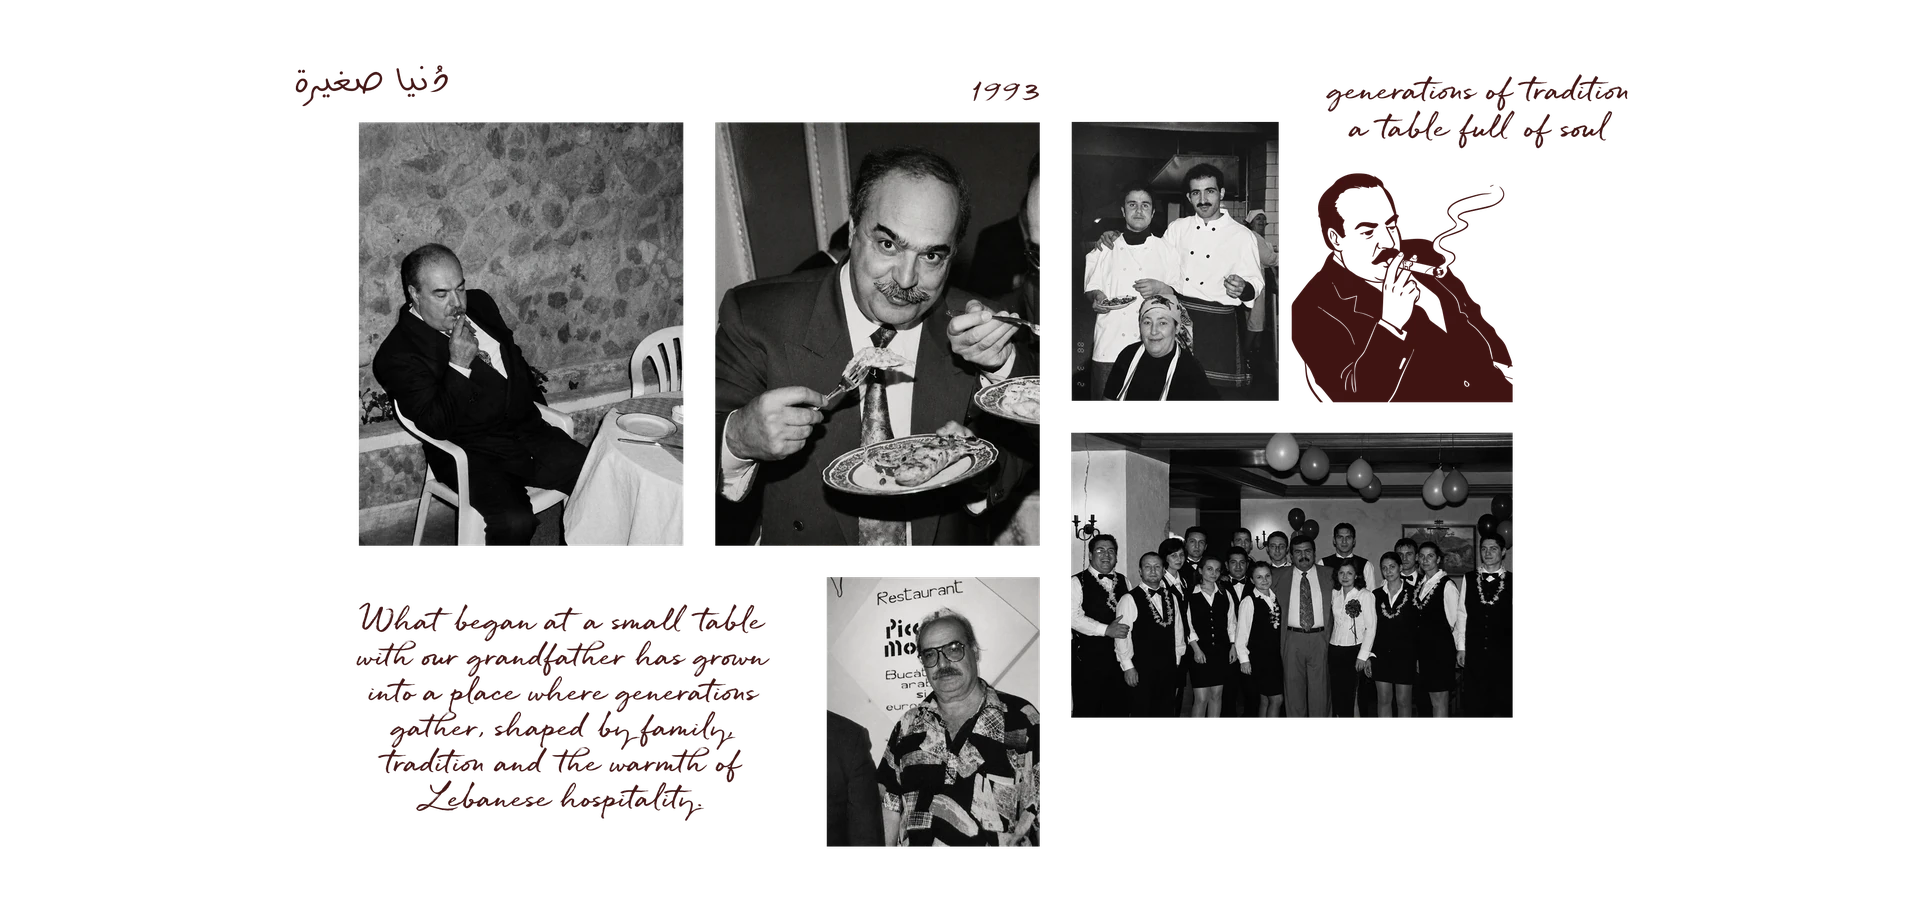 دُنيا صغيرة
1993
generations of tradition
a table full of soul
What began at a small table
with our grandfather has grown
into a place where generations
gather, shaped by family,
tradition and the warmth of
Lebanese hospitality.
Restaurant